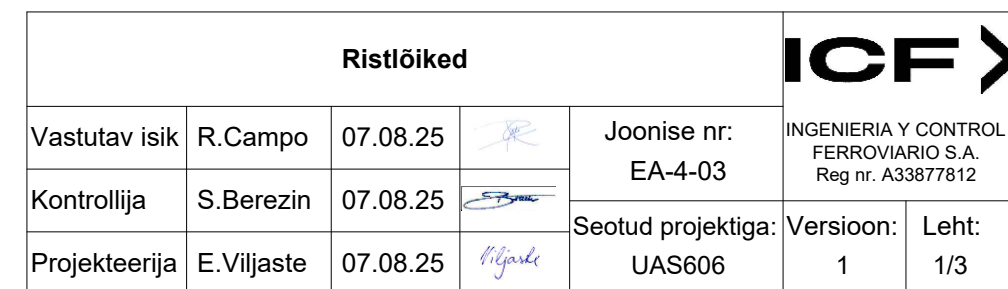 Ristlõiked
ICF
INGENIERIA Y CONTROL
FERROVIARIO S.A.
Reg nr. A33877812
Vastutav isik R.Campo 07.08.25
Joonise nr:
EA-4-03
Kontrollija S.Berezin 07.08.25
Projekteerija E.Viljaste 07.08.25 Viljaste
Seotud projektiga:
UAS606
Versioon:
1
Leht:
1/3